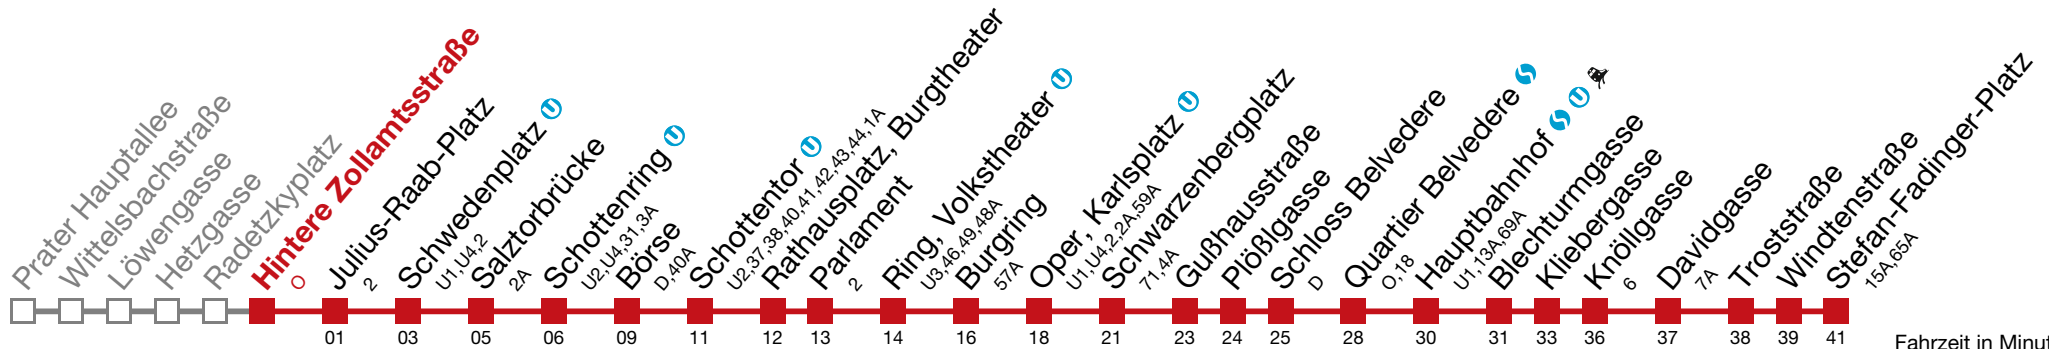 Prater Hauptallee
Wittelsbachstraße
Löwengasse
Hetzgasse
Radetzkyplatz
Hintere Zollamtsstraße
O
Julius-Raab-Platz
2
Schwedenplatz U
U1,U4,2
Salztorbrücke
2A
Schottenring U
U2,U4,31,3A
Börse
D,40A
Schottentor U
U2,37,38,40,41,42,43,44,1A
Rathausplatz, Burgtheater
Parlament
2
Ring, Volkstheater U
U3,46,49,48A
Burgring
57A
Oper, Karlsplatz U
U1,U4,2,2A,59A
Schwarzenbergplatz
71,4A
Gußhausstraße
Plößlgasse
Schloss Belvedere
D
Quartier Belvedere S
O,18
Hauptbahnhof S U
U1,13A,69A
Blechturmgasse
Kliebergasse
Knöllgasse
6
Davidgasse
7A
Troststraße
Windtenstraße
Stefan-Fadinger-Platz
15A,65A
01 03 05 06 09 11 12 13 14 16 18 21 23 24 25 28 30 31 33 36 37 38 39 41
Fahrzeit in Minut